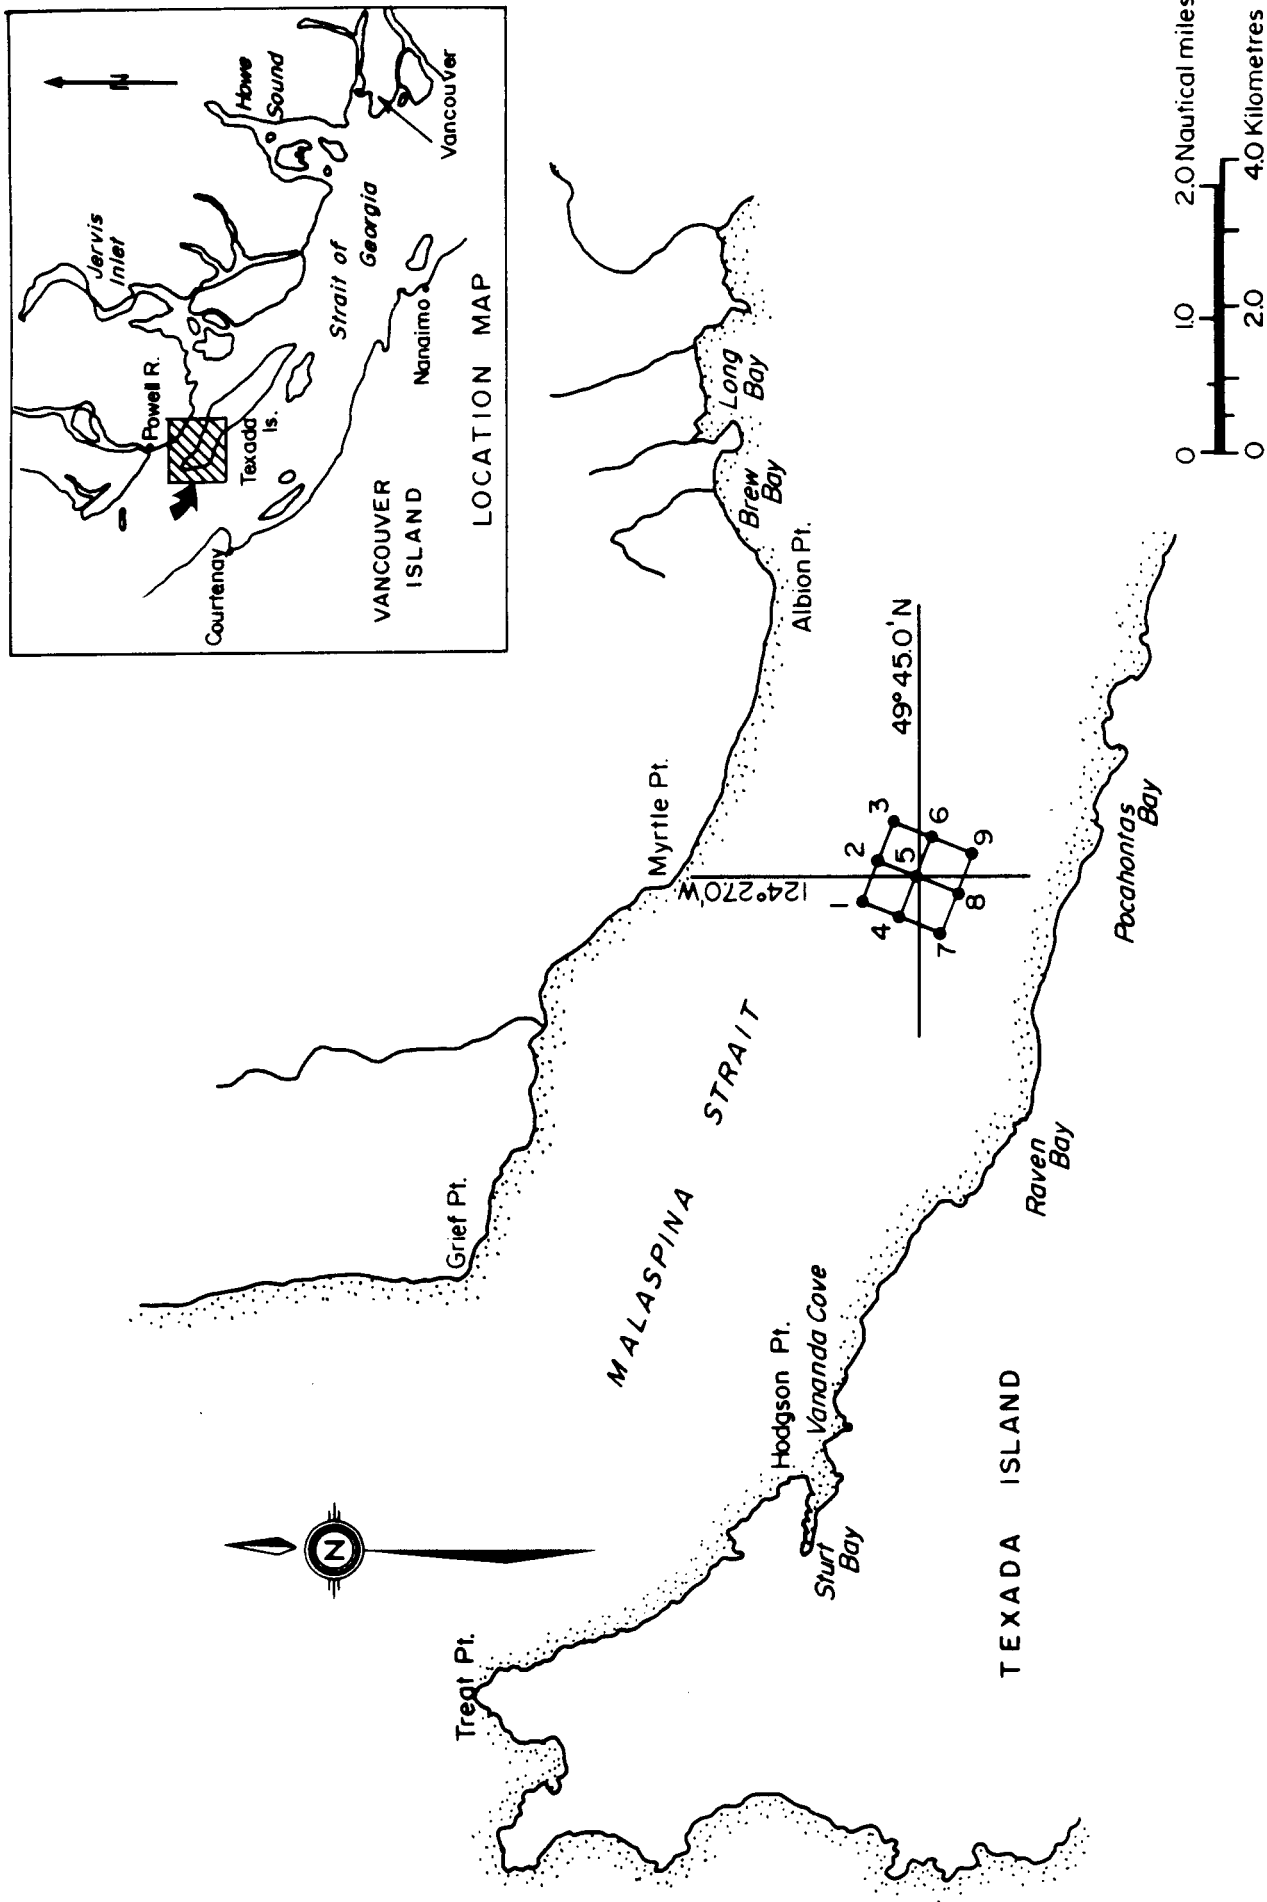 N
Howe
Sound
Jervis
Inlet
Powell R.
Texada
Is.
Strait of
Georgia
Vancouver
Courtenay
Nanaimo
VANCOUVER
ISLAND
LOCATION MAP
N
Treat Pt.
Grief Pt.
Myrtle Pt.
Albion Pt.
Brew
Bay
Long
Bay
MALASPINA STRAIT
124°27.0'W
49°45.0'N
1
2
3
4
5
6
7
8
9
Hodgson Pt.
Vananda Cove
Sturt
Bay
Raven
Bay
Pocahontas
Bay
TEXADA ISLAND
0 1.0 2.0 Nautical miles
0 2.0 4.0 Kilometres